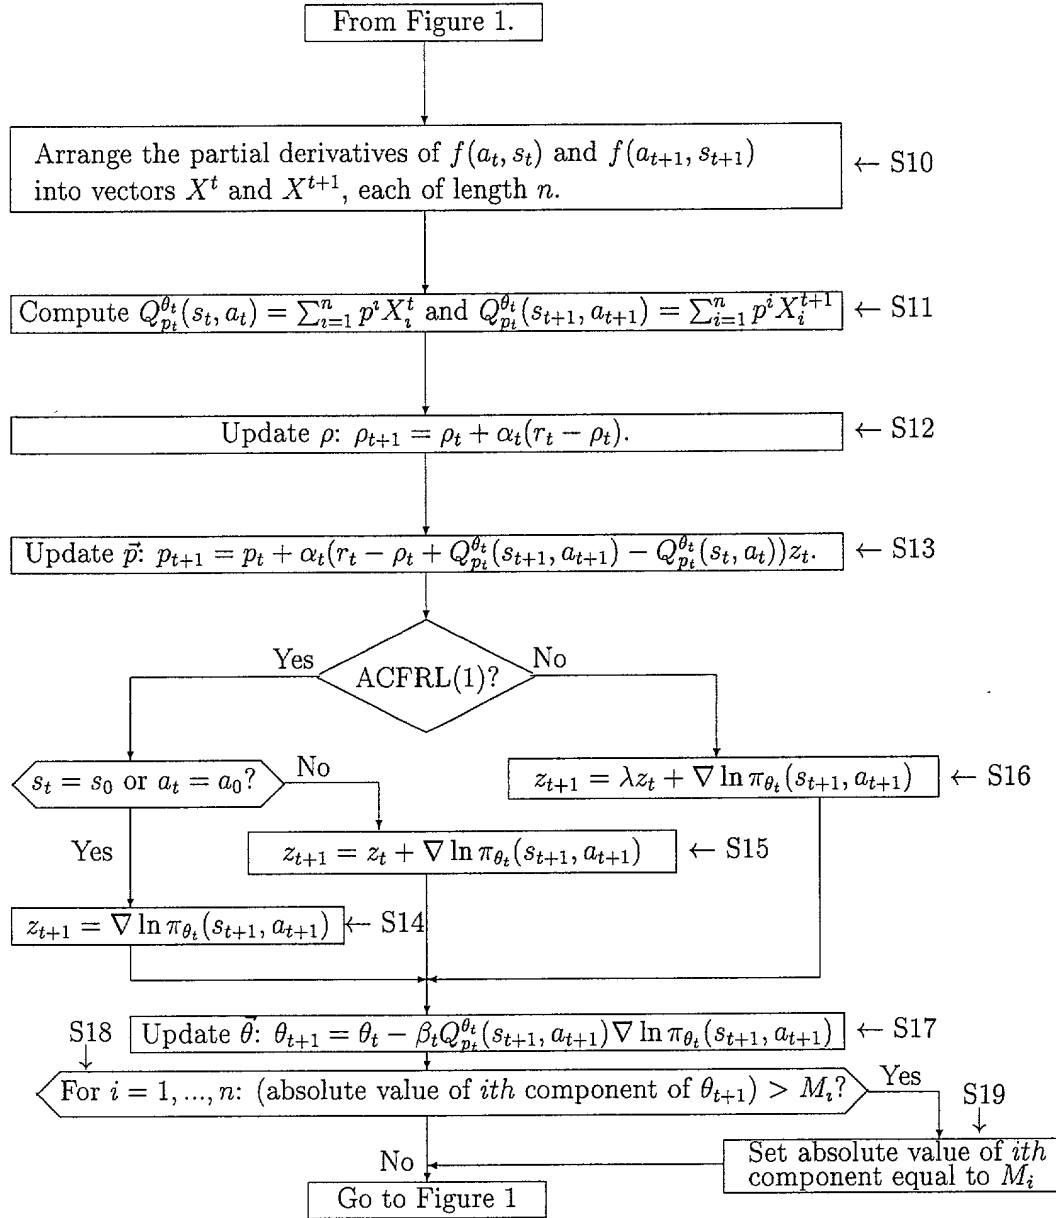 From Figure 1.
Arrange the partial derivatives of f(a_t, s_t) and f(a_{t+1}, s_{t+1})
into vectors X^t and X^{t+1}, each of length n.
← S10
Compute Q_{p_t}^{θ_t}(s_t, a_t) = ∑_{i=1}^n p^i X_i^t and Q_{p_t}^{θ_t}(s_{t+1}, a_{t+1}) = ∑_{i=1}^n p^i X_i^{t+1}
← S11
Update ρ: ρ_{t+1} = ρ_t + α_t(r_t − ρ_t).
← S12
Update p⃗: p_{t+1} = p_t + α_t(r_t − ρ_t + Q_{p_t}^{θ_t}(s_{t+1}, a_{t+1}) − Q_{p_t}^{θ_t}(s_t, a_t))z_t.
← S13
Yes
ACFRL(1)?
No
s_t = s_0 or a_t = a_0?
No
z_{t+1} = λz_t + ∇ ln π_{θ_t}(s_{t+1}, a_{t+1})
← S16
Yes
z_{t+1} = z_t + ∇ ln π_{θ_t}(s_{t+1}, a_{t+1})
← S15
z_{t+1} = ∇ ln π_{θ_t}(s_{t+1}, a_{t+1})
← S14
S18
Update θ⃗: θ_{t+1} = θ_t − β_t Q_{p_t}^{θ_t}(s_{t+1}, a_{t+1})∇ ln π_{θ_t}(s_{t+1}, a_{t+1})
← S17
For i = 1, ..., n: (absolute value of ith component of θ_{t+1}) > M_i?
Yes
S19
No
Set absolute value of ith
component equal to M_i
Go to Figure 1